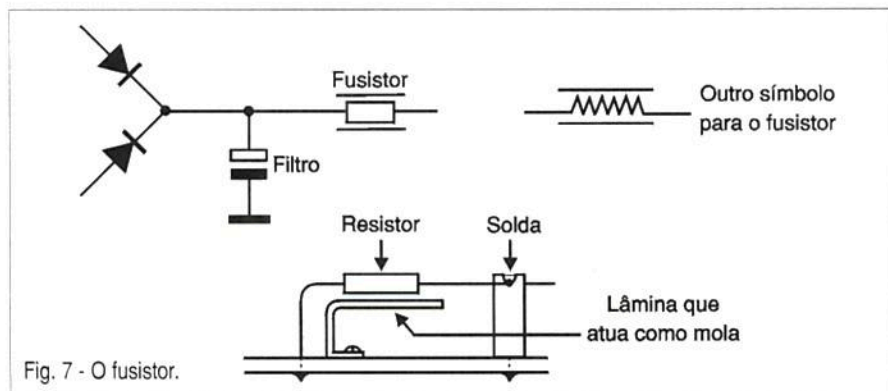 Fusistor
Outro símbolo
para o fusistor
Filtro
Resistor
Solda
Lâmina que
atua como mola
Fig. 7 - O fusistor.